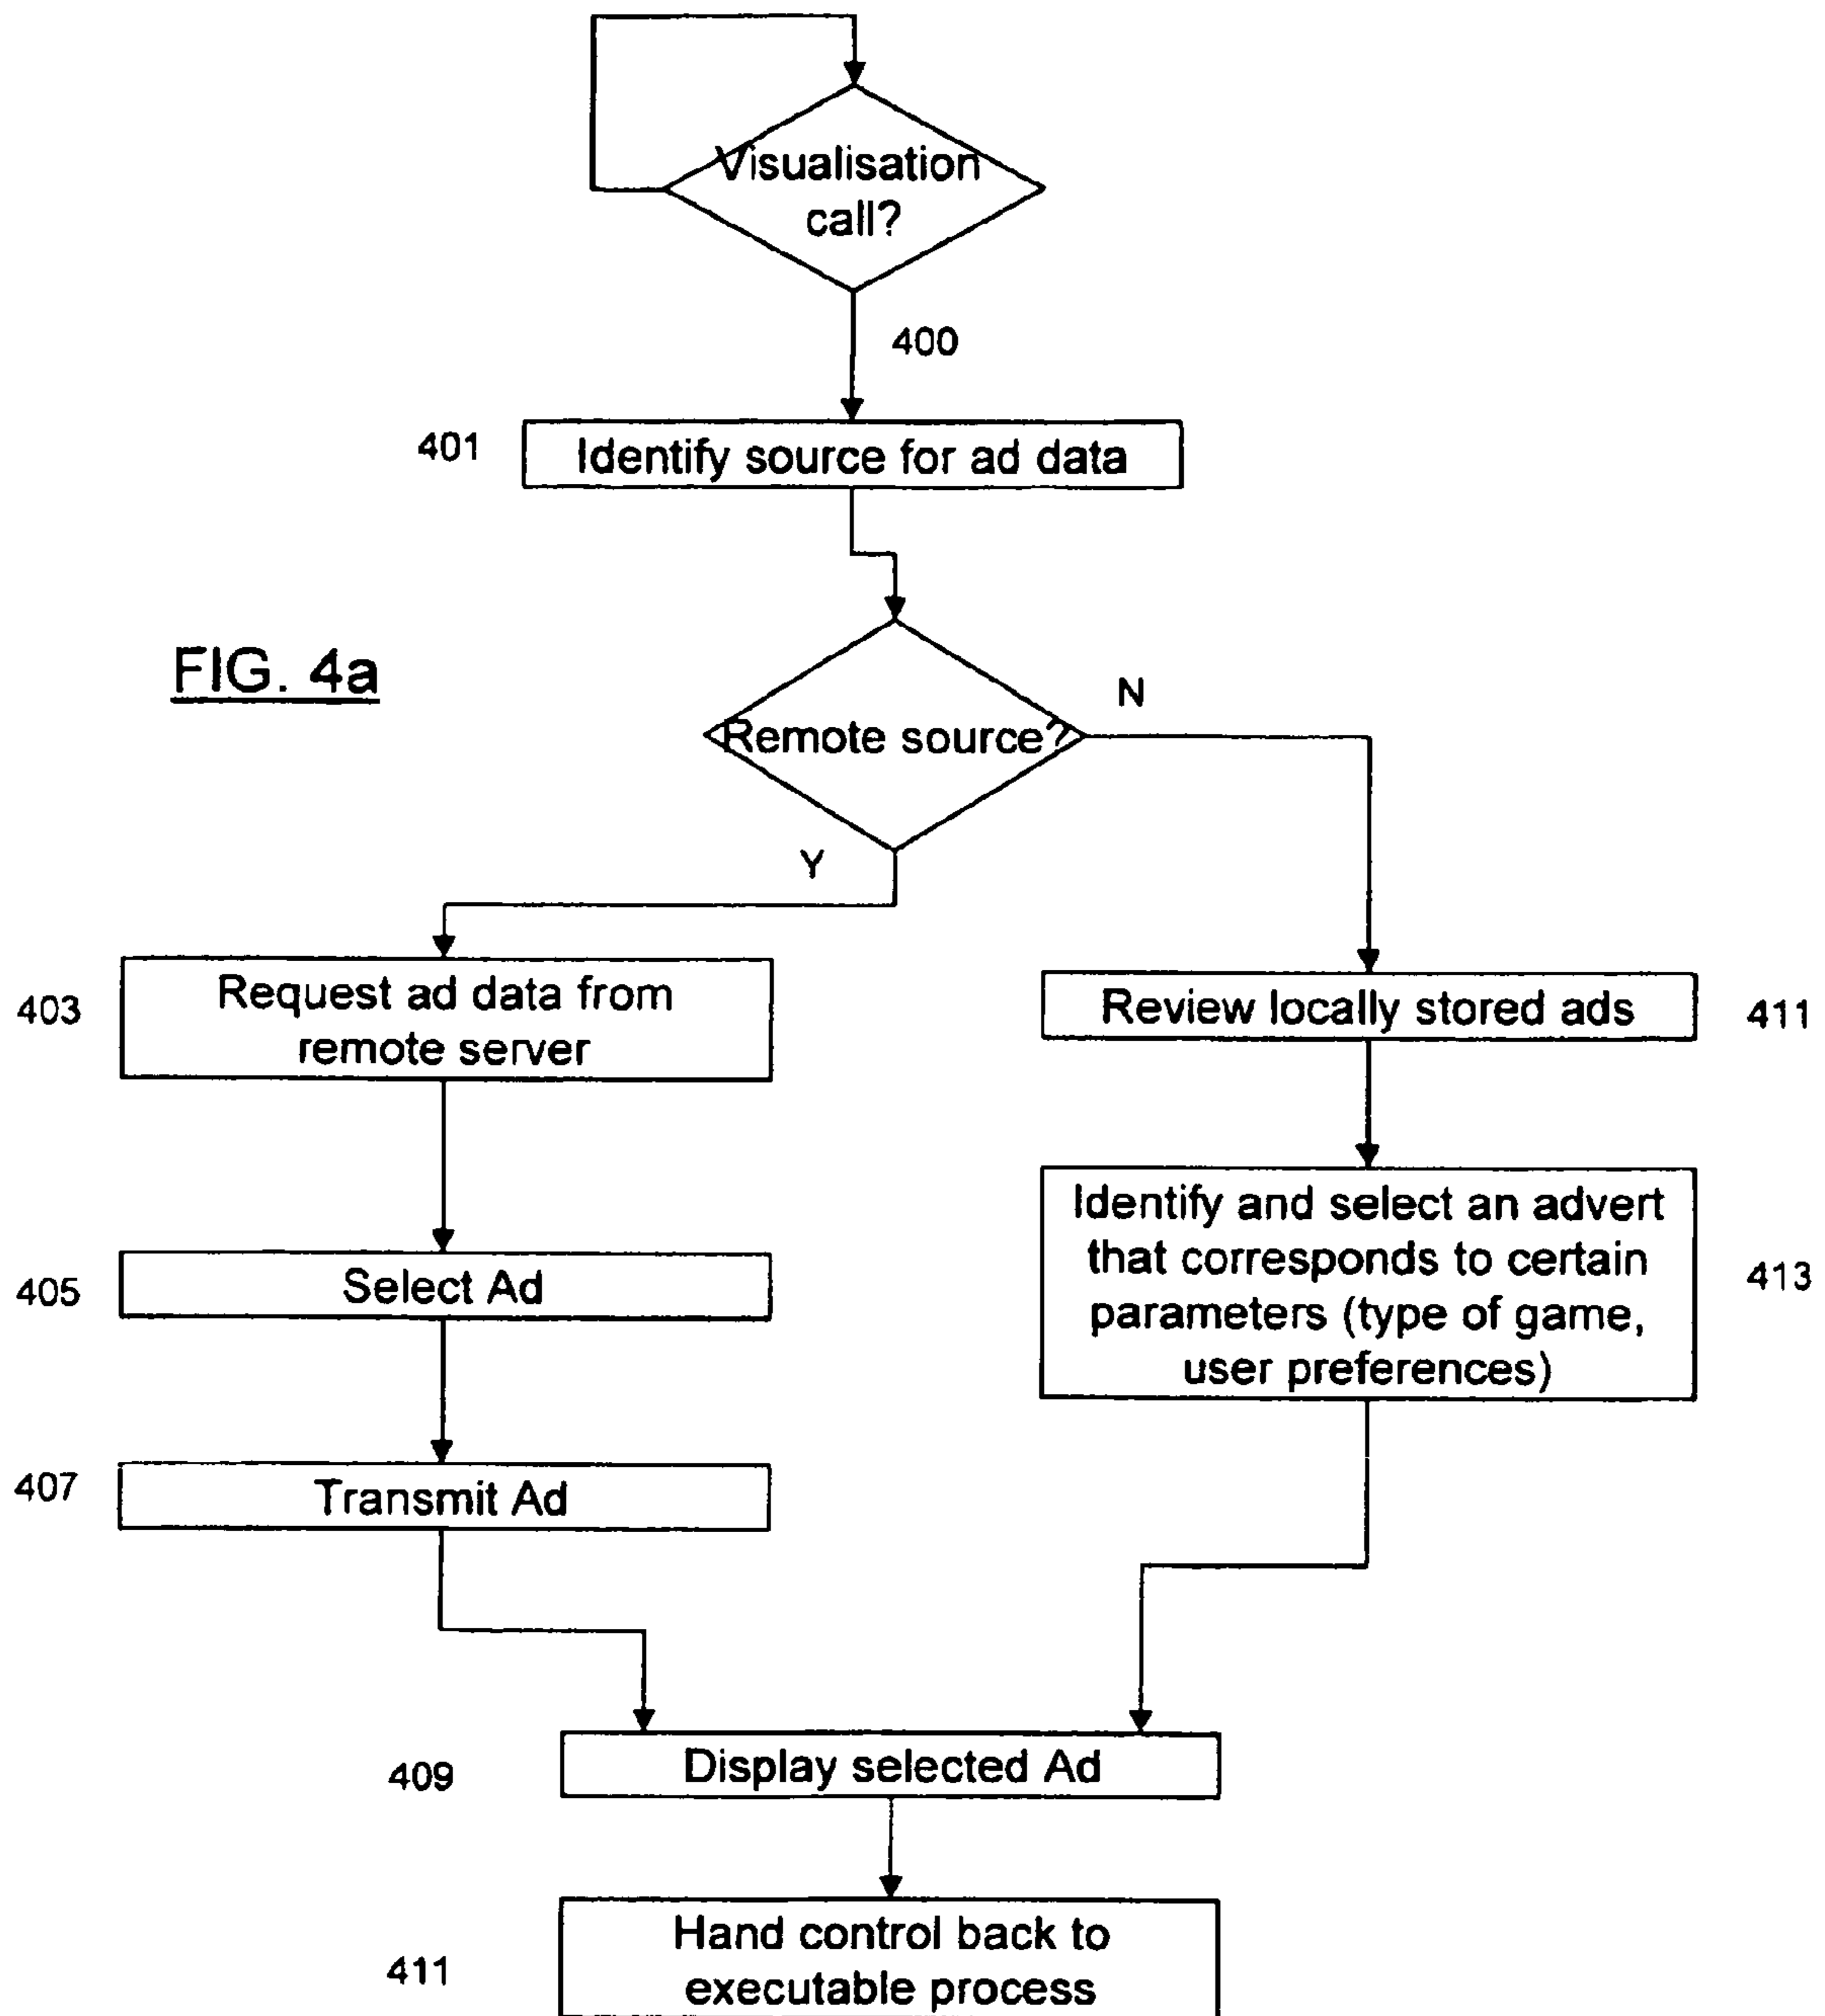 Visualisation
call?
400
401
Identify source for ad data
FIG. 4a
Remote source?
N
Y
403
Request ad data from
remote server
Review locally stored ads
411
405
Select Ad
Identify and select an advert
that corresponds to certain
parameters (type of game,
user preferences)
413
407
Transmit Ad
409
Display selected Ad
411
Hand control back to
executable process